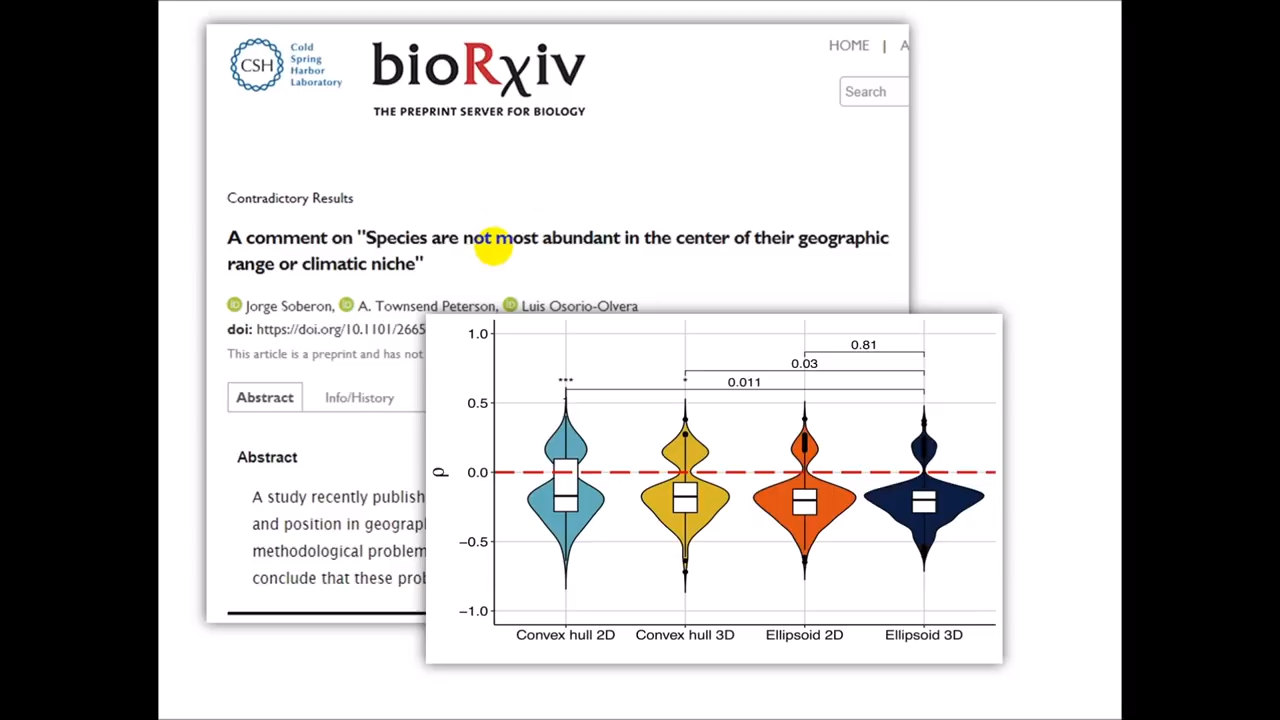 CSH
Cold
Spring
Harbor
Laboratory
bioRχiv
THE PREPRINT SERVER FOR BIOLOGY
HOME | A
Search
Contradictory Results
A comment on "Species are not most abundant in the center of their geographic
range or climatic niche"
Jorge Soberon, A. Townsend Peterson, Luis Osorio-Olvera
doi: https://doi.org/10.1101/2665
This article is a preprint and has not
Abstract Info/History
Abstract
A study recently publish
and position in geograp
methodological problem
conclude that these prob
1.0
0.5
0.0
−0.5
−1.0
ρ
***
*
0.81
0.03
0.011
Convex hull 2D Convex hull 3D Ellipsoid 2D Ellipsoid 3D